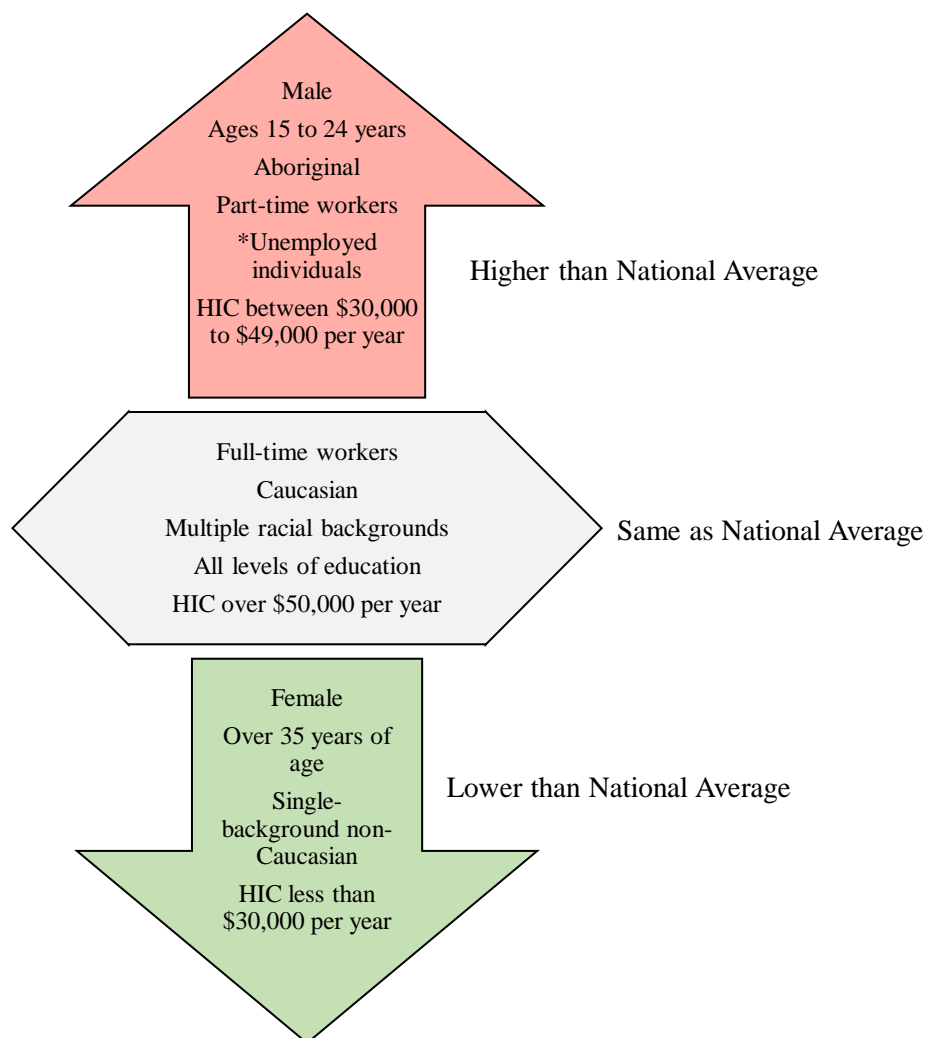 Male
Ages 15 to 24 years
Aboriginal
Part-time workers
*Unemployed
individuals
HIC between $30,000
to $49,000 per year
Higher than National Average
Full-time workers
Caucasian
Multiple racial backgrounds
All levels of education
HIC over $50,000 per year
Same as National Average
Female
Over 35 years of
age
Single-
background non-
Caucasian
HIC less than
$30,000 per year
Lower than National Average